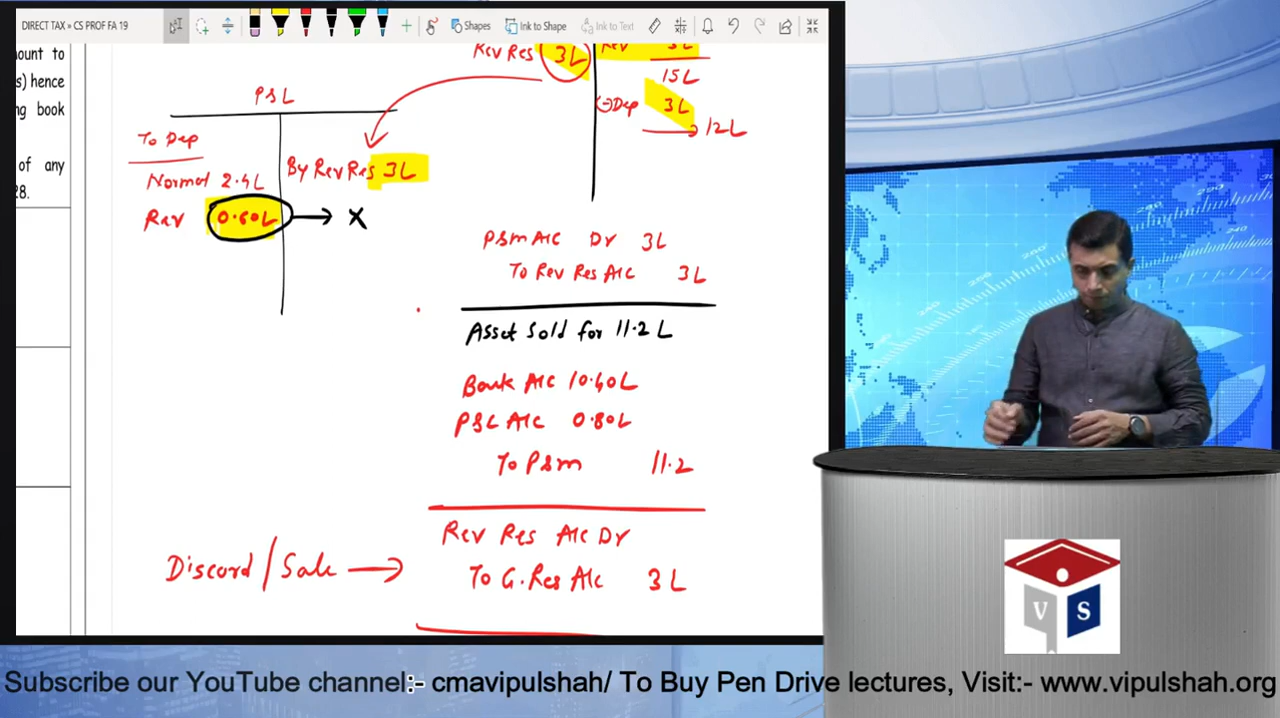 DIRECT TAX » CS PROF FA 19
Shapes
Ink to Shape
Ink to Text
ount to
s) hence
ng book
of any
28.
Rev Res 3L
Rev 3L
15L
(-) Dep 3L
12L
P&L
To Dep
Normal 2.4L
Rev 0.60L → X
By Rev Res 3L
P&M A/c Dr 3L
To Rev Res A/c 3L
Asset Sold for 11.2 L
Bank A/c 10.40L
P&L A/c 0.80L
To P&M 11.2
Discord / Sale →
Rev Res A/c Dr
To G.Res A/c 3L
V S
Subscribe our YouTube channel:- cmavipulshah/ To Buy Pen Drive lectures, Visit:- www.vipulshah.org